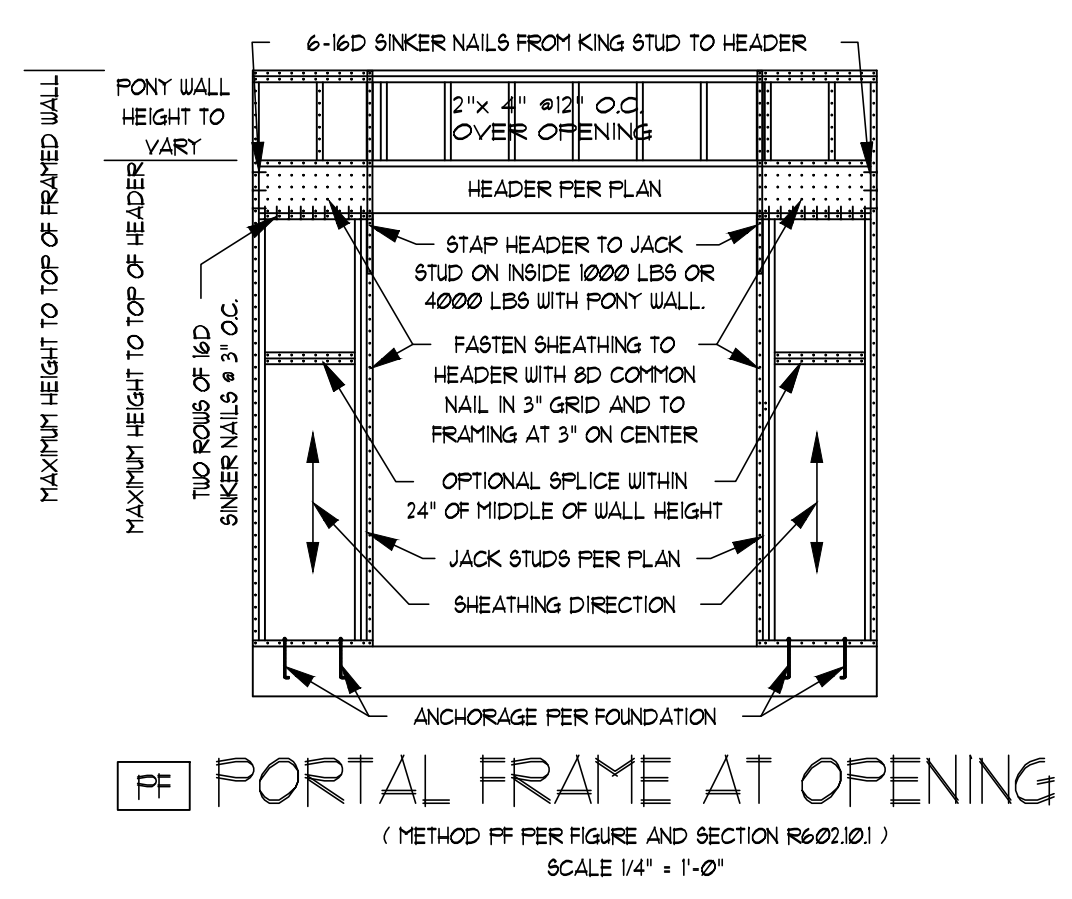 6-16D SINKER NAILS FROM KING STUD TO HEADER
PONY WALL
HEIGHT TO
VARY
2"x 4" @12" O.C.
OVER OPENING
MAXIMUM HEIGHT TO TOP OF FRAMED WALL
MAXIMUM HEIGHT TO TOP OF HEADER
TWO ROWS OF 16D
SINKER NAILS @ 3" O.C.
HEADER PER PLAN
STAP HEADER TO JACK
STUD ON INSIDE 1000 LBS OR
4000 LBS WITH PONY WALL.
FASTEN SHEATHING TO
HEADER WITH 8D COMMON
NAIL IN 3" GRID AND TO
FRAMING AT 3" ON CENTER
OPTIONAL SPLICE WITHIN
24" OF MIDDLE OF WALL HEIGHT
JACK STUDS PER PLAN
SHEATHING DIRECTION
ANCHORAGE PER FOUNDATION
PF PORTAL FRAME AT OPENING
( METHOD PF PER FIGURE AND SECTION R602.10.1 )
SCALE 1/4" = 1'-0"